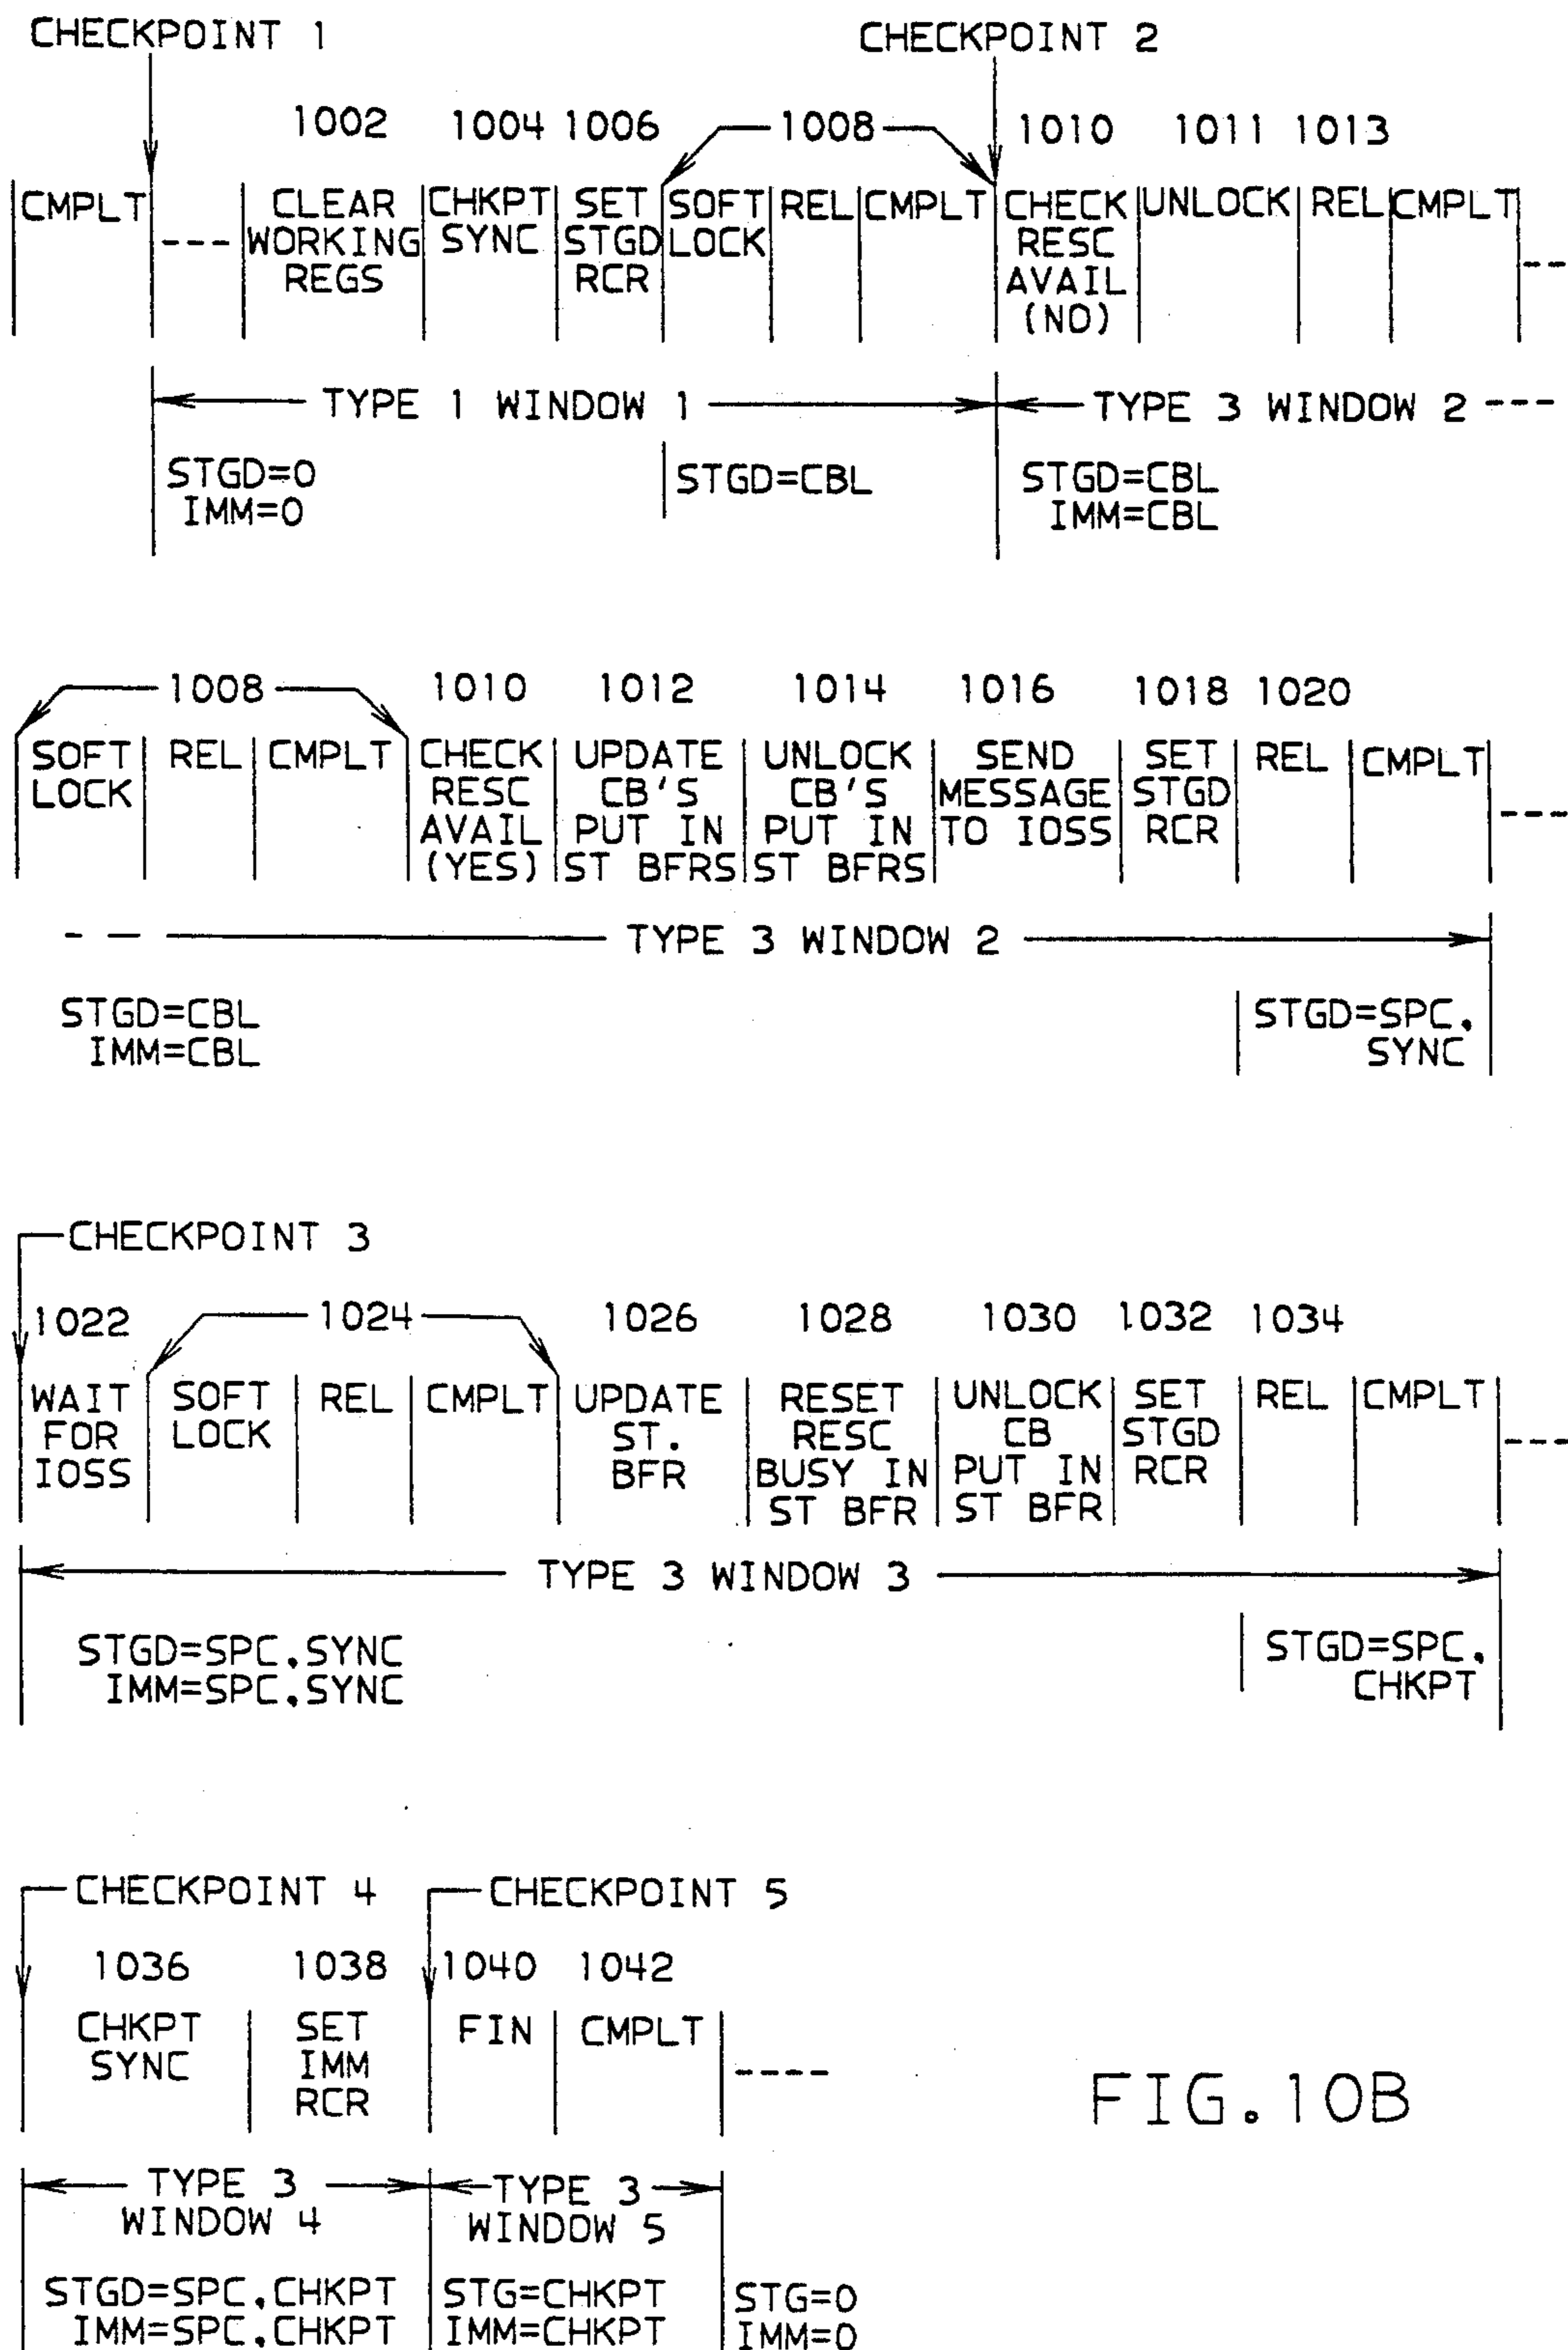 CHECKPOINT 1
CHECKPOINT 2
1002 1004 1006 1008 1010 1011 1013
CMPLT --- CLEAR CHKPT SET SOFT REL CMPLT CHECK UNLOCK REL CMPLT
WORKING SYNC STGD LOCK RESC
REGS RCR AVAIL ---
(NO)
TYPE 1 WINDOW 1 TYPE 3 WINDOW 2 ---
STGD=0 STGD=CBL STGD=CBL
IMM=0 IMM=CBL
1008 1010 1012 1014 1016 1018 1020
SOFT REL CMPLT CHECK UPDATE UNLOCK SEND SET REL CMPLT
LOCK RESC CB'S CB'S MESSAGE STGD ---
AVAIL PUT IN PUT IN TO IOSS RCR
(YES) ST BFRS ST BFRS
TYPE 3 WINDOW 2
STGD=CBL STGD=SPC.
IMM=CBL SYNC
CHECKPOINT 3
1022 1024 1026 1028 1030 1032 1034
WAIT SOFT REL CMPLT UPDATE RESET UNLOCK SET REL CMPLT
FOR LOCK ST. RESC CB STGD ---
IOSS BFR BUSY IN PUT IN RCR
ST BFR ST BFR
TYPE 3 WINDOW 3
STGD=SPC.SYNC STGD=SPC.
IMM=SPC.SYNC CHKPT
CHECKPOINT 4 CHECKPOINT 5
1036 1038 1040 1042
CHKPT SET FIN CMPLT
SYNC IMM ----
RCR
FIG.10B
TYPE 3 TYPE 3
WINDOW 4 WINDOW 5
STGD=SPC.CHKPT STG=CHKPT STG=0
IMM=SPC.CHKPT IMM=CHKPT IMM=0